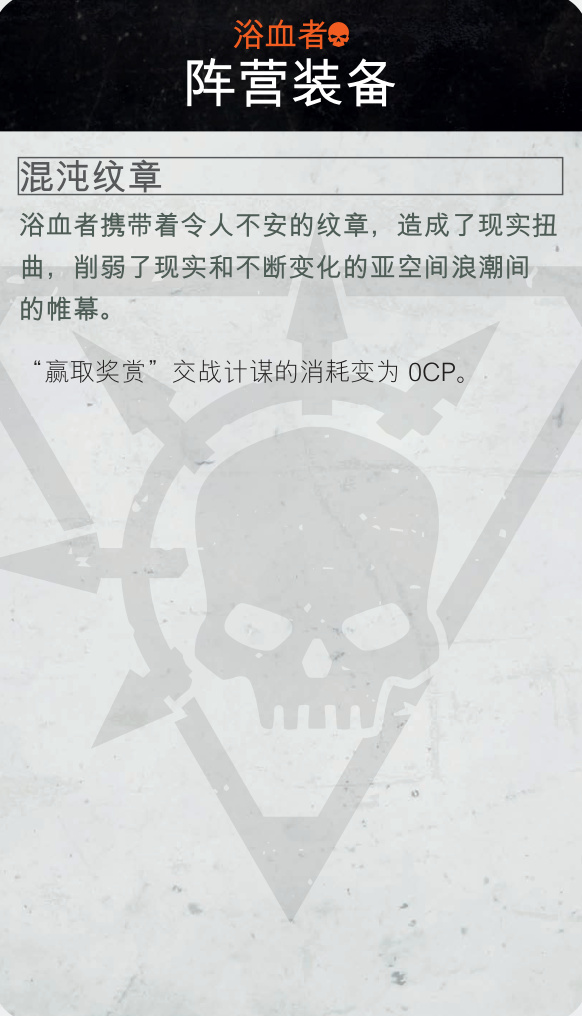 浴血者
阵营装备
混沌纹章
浴血者携带着令人不安的纹章，造成了现实扭
曲，削弱了现实和不断变化的亚空间浪潮间
的帷幕。
“赢取奖赏”交战计谋的消耗变为 0CP。